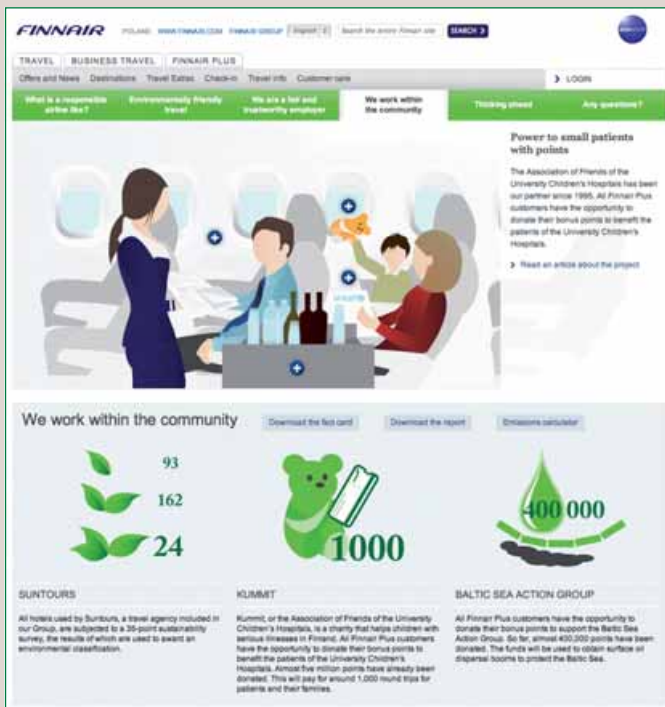 FINNAIR POLAND WWW.FINNAIR.COM FINNAIR GROUP English Search the entire Finnair site SEARCH
TRAVEL BUSINESS TRAVEL FINNAIR PLUS
Offers and News Destinations Travel Extras Check-in Travel info Customer care LOGIN
What is a responsible airline like? Environmentally friendly travel We are a fair and trustworthy employer We work within the community Thinking ahead Any questions?
Power to small patients
with points
The Association of Friends of the
University Children's Hospitals has been
our partner since 1995. All Finnair Plus
customers have the opportunity to
donate their bonus points to benefit the
patients of the University Children's
Hospitals.
Read an article about the project
unicef
We work within the community Download the fact card Download the report Emissions calculator
93
162
24
1000
400 000
SUNTOURS
All hotels used by Suntours, a travel agency included in
our Group, are subjected to a 35-point sustainability
survey, the results of which are used to award an
environmental classification.
KUMMIT
Kummit, or the Association of Friends of the University
Children's Hospitals, is a charity that helps children with
serious illnesses in Finland. All Finnair Plus customers
have the opportunity to donate their bonus points to
benefit the patients of the University Children's
Hospitals. Almost five million points have already been
donated. This will pay for around 1,000 round trips for
patients and their families.
BALTIC SEA ACTION GROUP
All Finnair Plus customers have the opportunity to
donate their bonus points to support the Baltic Sea
Action Group. So far, almost 400,000 points have been
donated. The funds will be used to obtain surface oil
dispersal booms to protect the Baltic Sea.